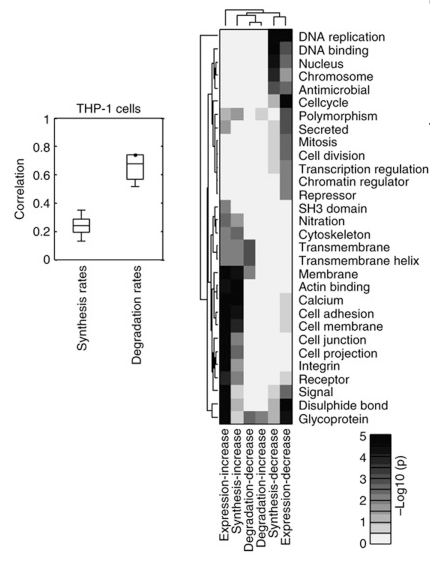 THP-1 cells
Correlation
1
0.8
0.6
0.4
0.2
0
Synthesis rates
Degradation rates
DNA replication
DNA binding
Nucleus
Chromosome
Antimicrobial
Cellcycle
Polymorphism
Secreted
Mitosis
Cell division
Transcription regulation
Chromatin regulator
Repressor
SH3 domain
Nitration
Cytoskeleton
Transmembrane
Transmembrane helix
Membrane
Actin binding
Calcium
Cell adhesion
Cell membrane
Cell junction
Cell projection
Integrin
Receptor
Signal
Disulphide bond
Glycoprotein
Expression-increase
Synthesis-increase
Degradation-decrease
Degradation-increase
Synthesis-decrease
Expression-decrease
5
4
3
2
1
0
–Log10 (p)